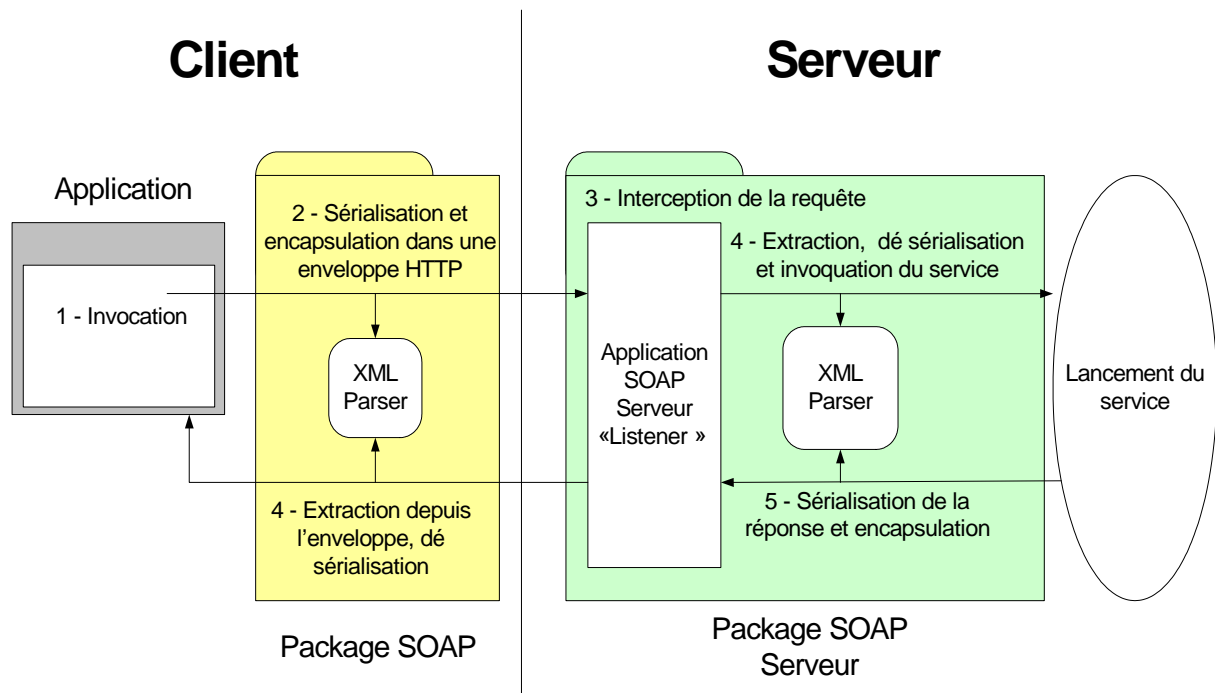 Client
Serveur
Application
1 - Invocation
2 - Sérialisation et
encapsulation dans une
enveloppe HTTP
XML
Parser
4 - Extraction depuis
l'enveloppe, dé
sérialisation
Package SOAP
3 - Interception de la requête
4 - Extraction,  dé sérialisation
et invoquation du service
Application
SOAP
Serveur
«Listener »
XML
Parser
5 - Sérialisation de la
réponse et encapsulation
Package SOAP
Serveur
Lancement du
service